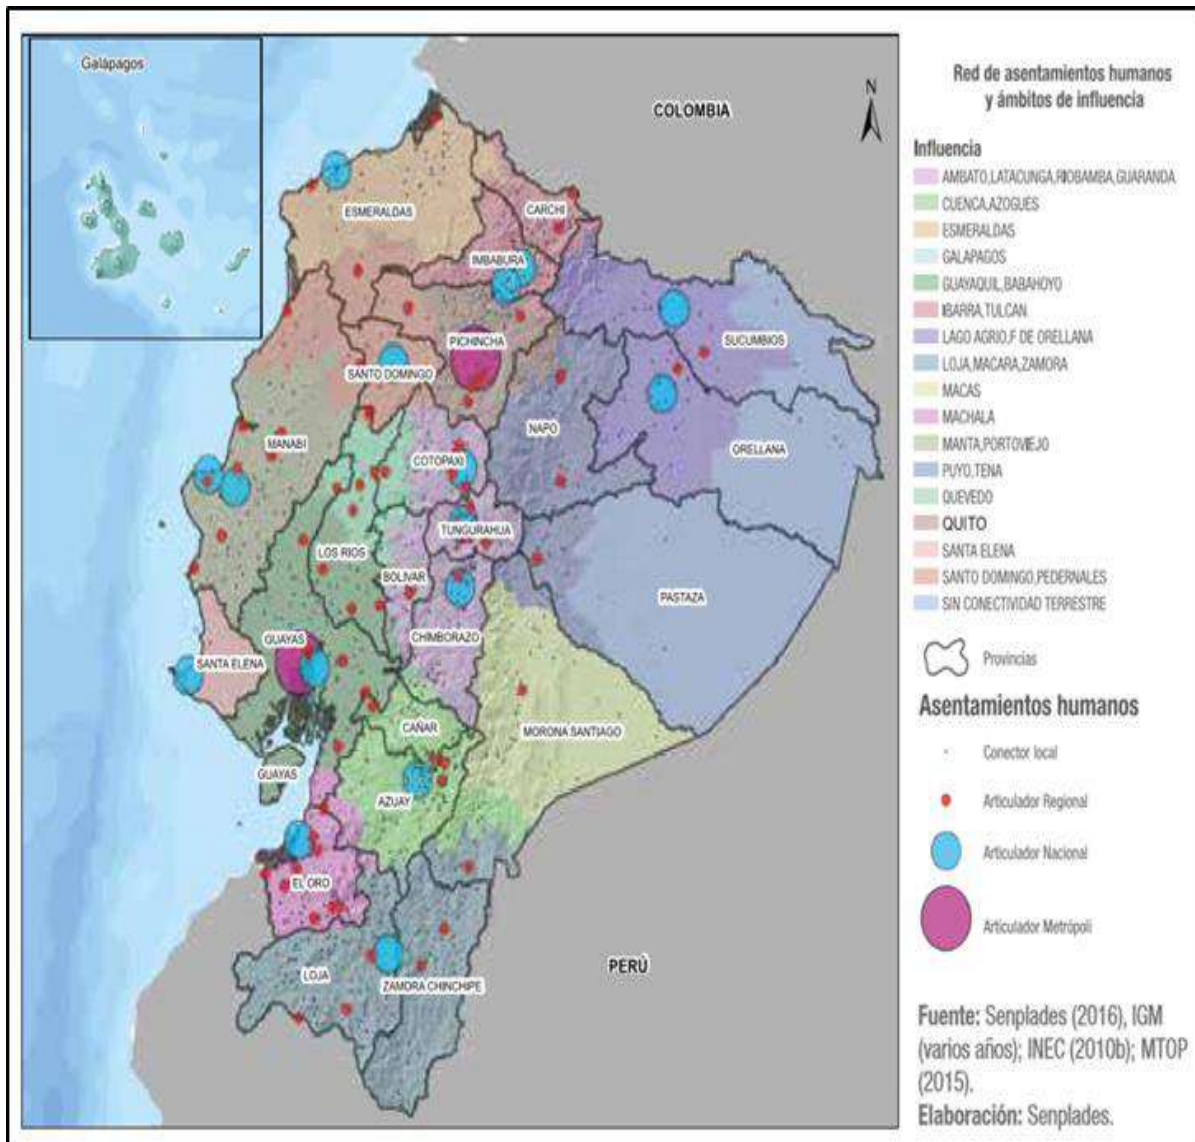 Galápagos
N
COLOMBIA
ESMERALDAS
CARCHI
IMBABURA
PICHINCHA
SUCUMBIOS
SANTO DOMINGO
NAPO
MANABI
COTOPAXI
ORELLANA
TUNGURAHUA
LOS RIOS
BOLIVAR
PASTAZA
CHIMBORAZO
GUAYAS
SANTA ELENA
CAÑAR
MORONA SANTIAGO
GUAYAS
AZUAY
EL ORO
PERÚ
LOJA
ZAMORA CHINCHIPE
Red de asentamientos humanos
y ámbitos de influencia
Influencia
AMBATO,LATACUNGA,RIOBAMBA,GUARANDA
CUENCA,AZOGUES
ESMERALDAS
GALAPAGOS
GUAYAQUIL,BABAHOYO
IBARRA,TULCAN
LAGO AGRIO,F DE ORELLANA
LOJA,MACARA,ZAMORA
MACAS
MACHALA
MANTA,PORTOVIEJO
PUYO,TENA
QUEVEDO
QUITO
SANTA ELENA
SANTO DOMINGO,PEDERNALES
SIN CONECTIVIDAD TERRESTRE
Provincias
Asentamientos humanos
Conector local
Articulador Regional
Articulador Nacional
Articulador Metrópoli
Fuente: Senplades (2016), IGM
(varios años); INEC (2010b); MTOP
(2015).
Elaboración: Senplades.